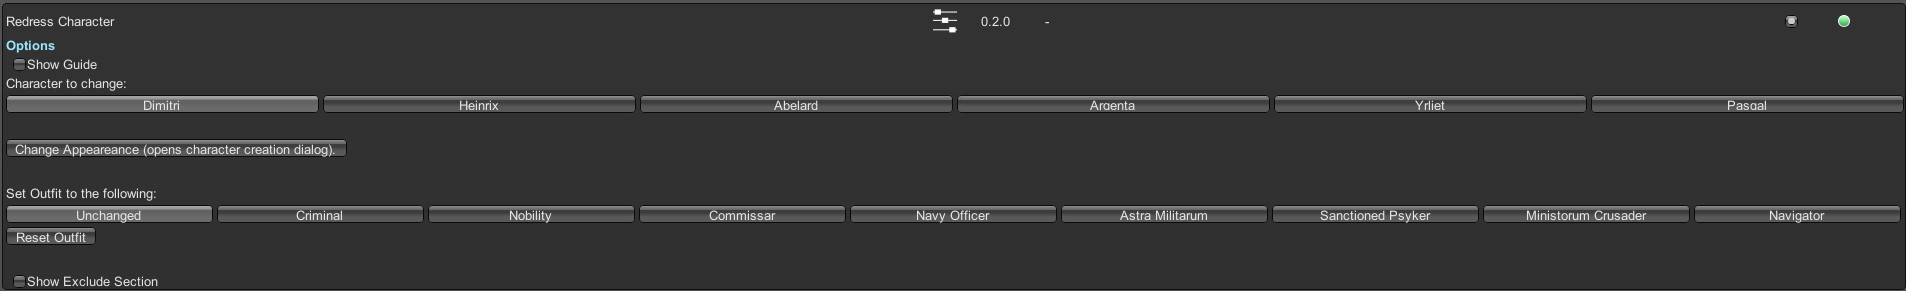 Redress Character 0.2.0 -
Options
Show Guide
Character to change:
Dimitri Heinrix Abelard Argenta Yrliet Pasqal
Change Appeareance (opens character creation dialog).
Set Outfit to the following:
Unchanged Criminal Nobility Commissar Navy Officer Astra Militarum Sanctioned Psyker Ministorum Crusader Navigator
Reset Outfit
Show Exclude Section